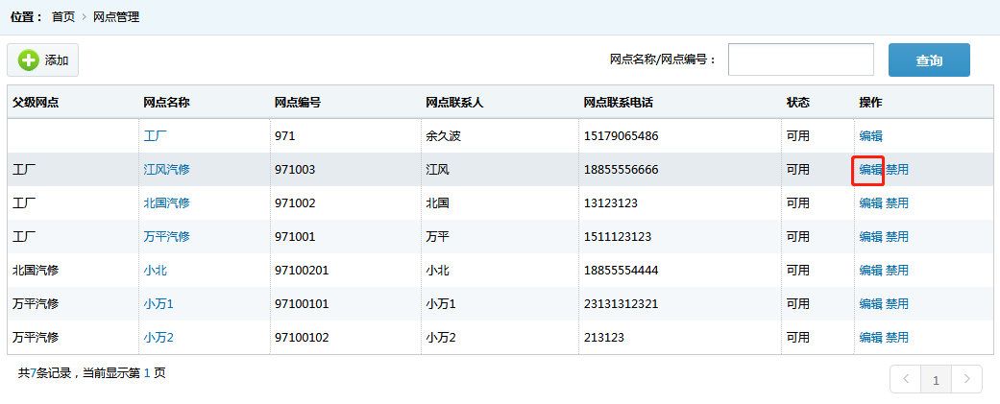 位置： 首页 > 网点管理
添加 网点名称/网点编号： 查询
父级网点 网点名称 网点编号 网点联系人 网点联系电话 状态 操作
工厂 971 余久波 15179065486 可用 编辑
工厂 江风汽修 971003 江风 18855556666 可用 编辑 禁用
工厂 北国汽修 971002 北国 13123123 可用 编辑 禁用
工厂 万平汽修 971001 万平 1511123123 可用 编辑 禁用
北国汽修 小北 97100201 小北 18855554444 可用 编辑 禁用
万平汽修 小万1 97100101 小万1 23131312321 可用 编辑 禁用
万平汽修 小万2 97100102 小万2 213123 可用 编辑 禁用
共7条记录，当前显示第 1 页 1